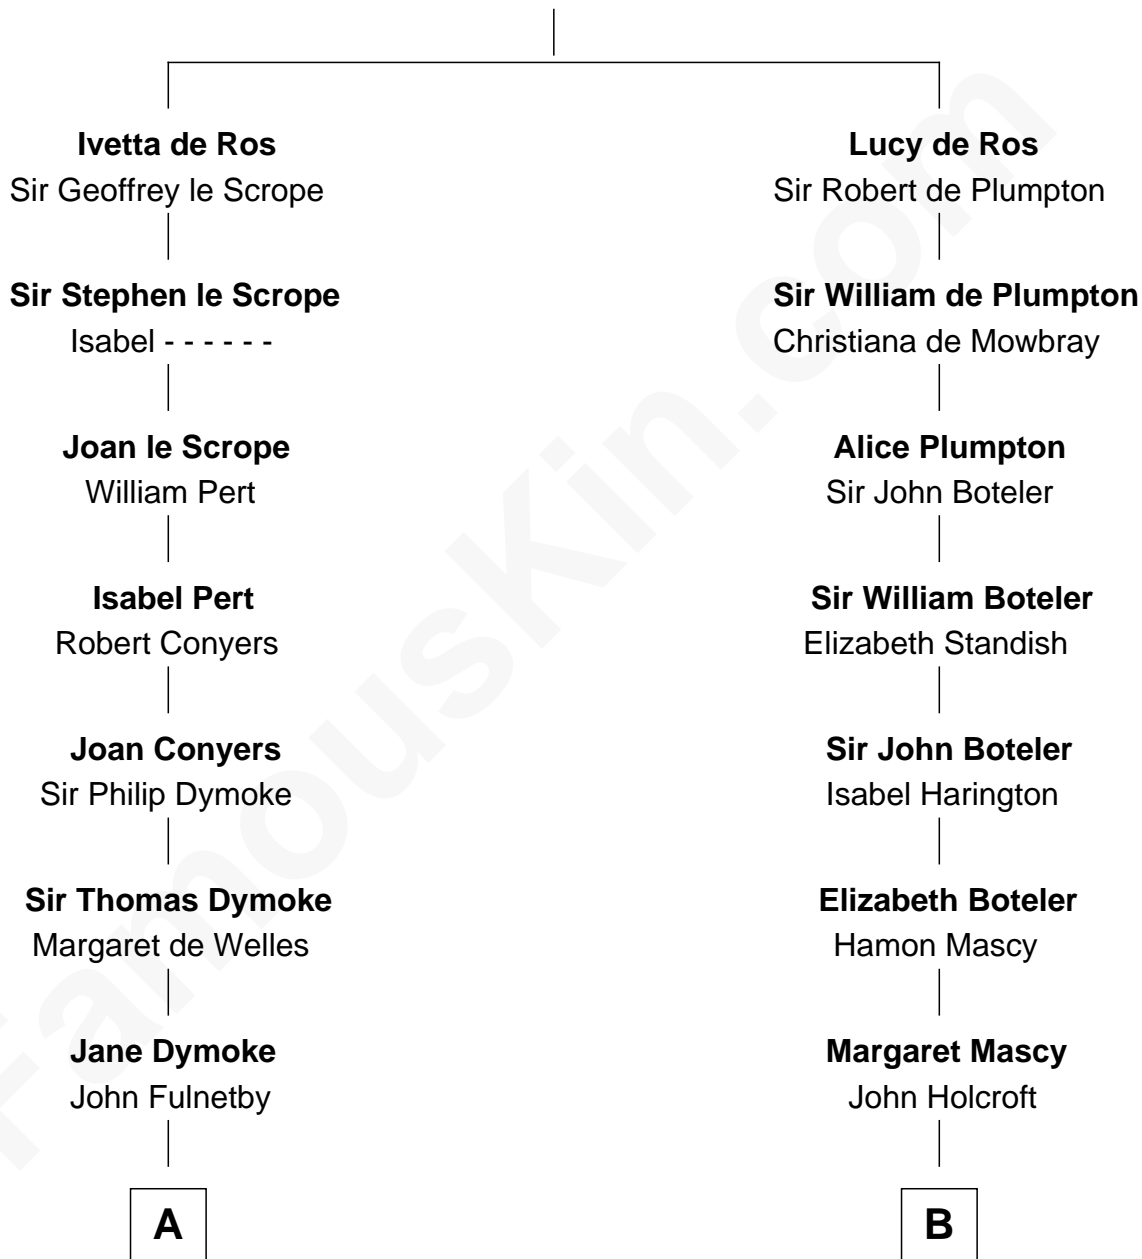 Ivetta de Ros
Sir Geoffrey le Scrope
Sir Stephen le Scrope
Isabel - - - - - -
Joan le Scrope
William Pert
Isabel Pert
Robert Conyers
Joan Conyers
Sir Philip Dymoke
Sir Thomas Dymoke
Margaret de Welles
Jane Dymoke
John Fulnetby
A
Lucy de Ros
Sir Robert de Plumpton
Sir William de Plumpton
Christiana de Mowbray
Alice Plumpton
Sir John Boteler
Sir William Boteler
Elizabeth Standish
Sir John Boteler
Isabel Harington
Elizabeth Boteler
Hamon Mascy
Margaret Mascy
John Holcroft
B
FamousKin.com